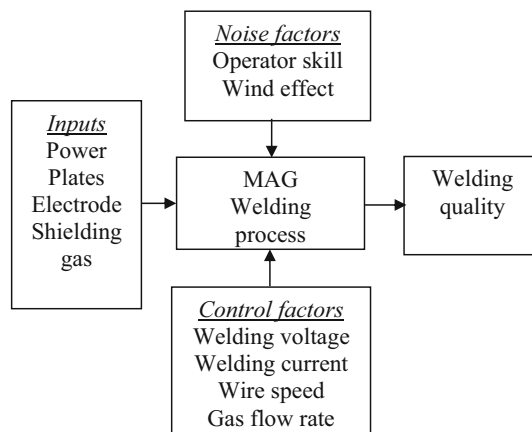 Noise factors
Operator skill
Wind effect
Inputs
Power
Plates
Electrode
Shielding
gas
MAG
Welding
process
Welding
quality
Control factors
Welding voltage
Welding current
Wire speed
Gas flow rate